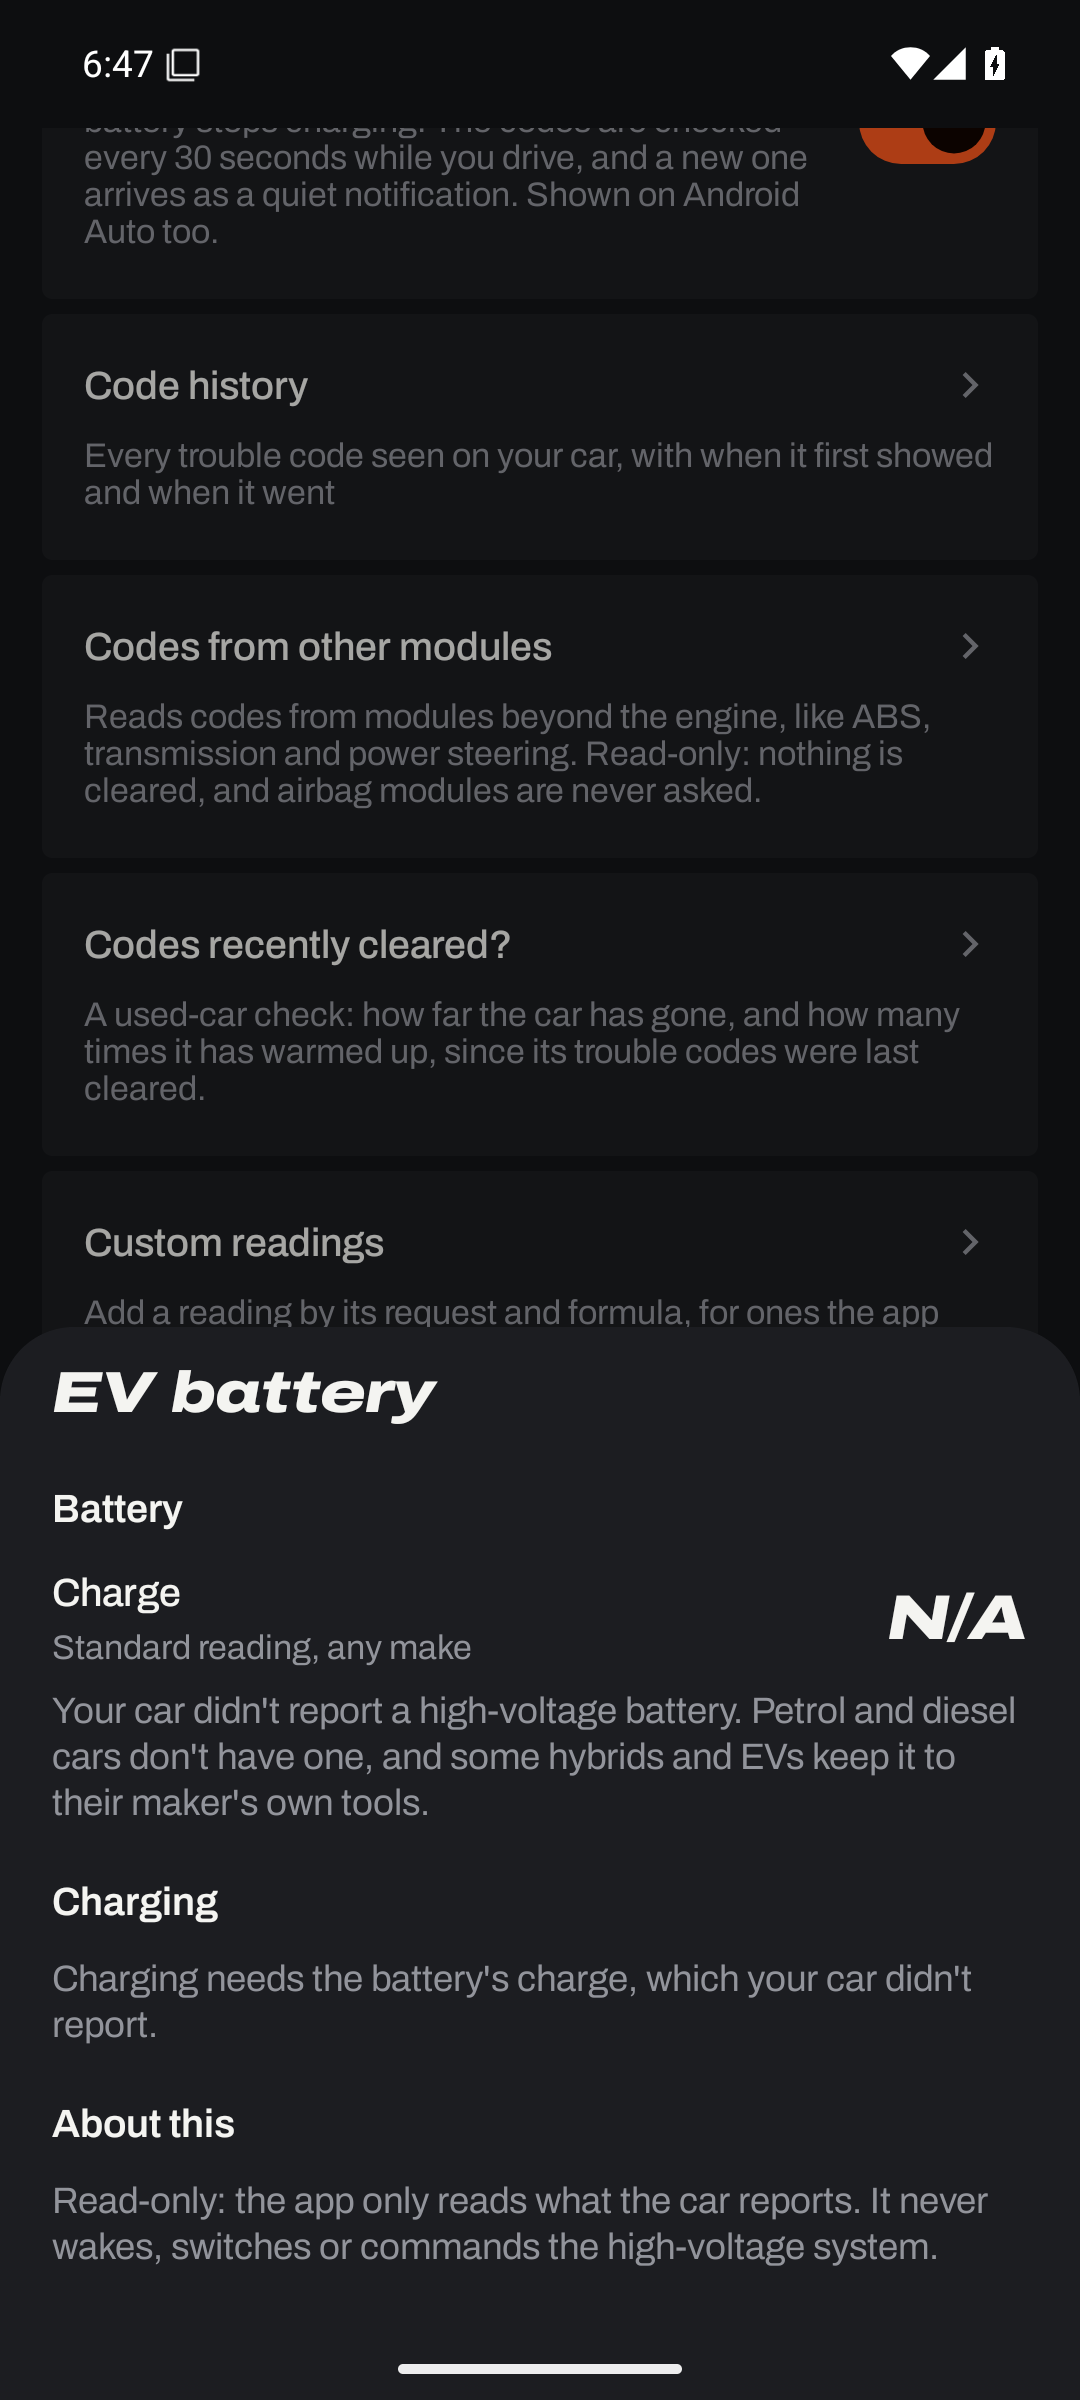 6:47
battery stops charging. The codes are checked
every 30 seconds while you drive, and a new one
arrives as a quiet notification. Shown on Android
Auto too.
Code history
Every trouble code seen on your car, with when it first showed
and when it went
Codes from other modules
Reads codes from modules beyond the engine, like ABS,
transmission and power steering. Read-only: nothing is
cleared, and airbag modules are never asked.
Codes recently cleared?
A used-car check: how far the car has gone, and how many
times it has warmed up, since its trouble codes were last
cleared.
Custom readings
Add a reading by its request and formula, for ones the app
EV battery
Battery
Charge
N/A
Standard reading, any make
Your car didn't report a high-voltage battery. Petrol and diesel
cars don't have one, and some hybrids and EVs keep it to
their maker's own tools.
Charging
Charging needs the battery's charge, which your car didn't
report.
About this
Read-only: the app only reads what the car reports. It never
wakes, switches or commands the high-voltage system.